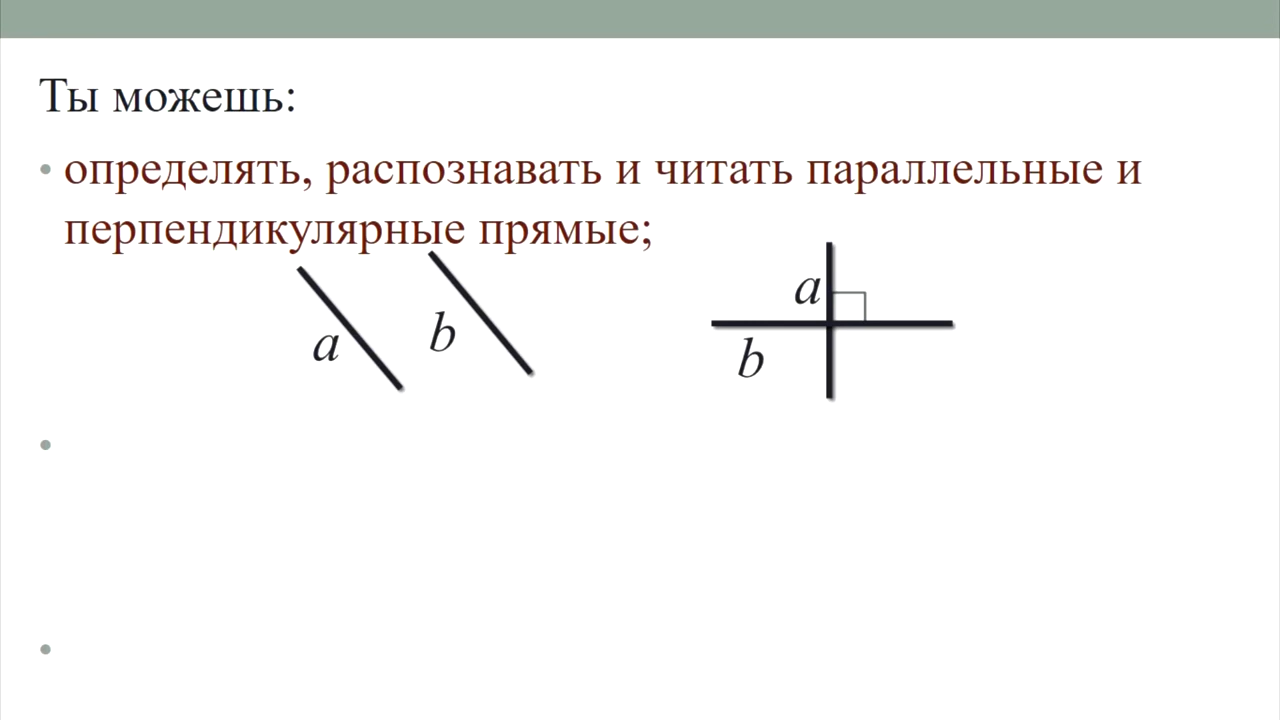 Ты можешь:
• определять, распознавать и читать параллельные и
перпендикулярные прямые;
a b a
b
•
•